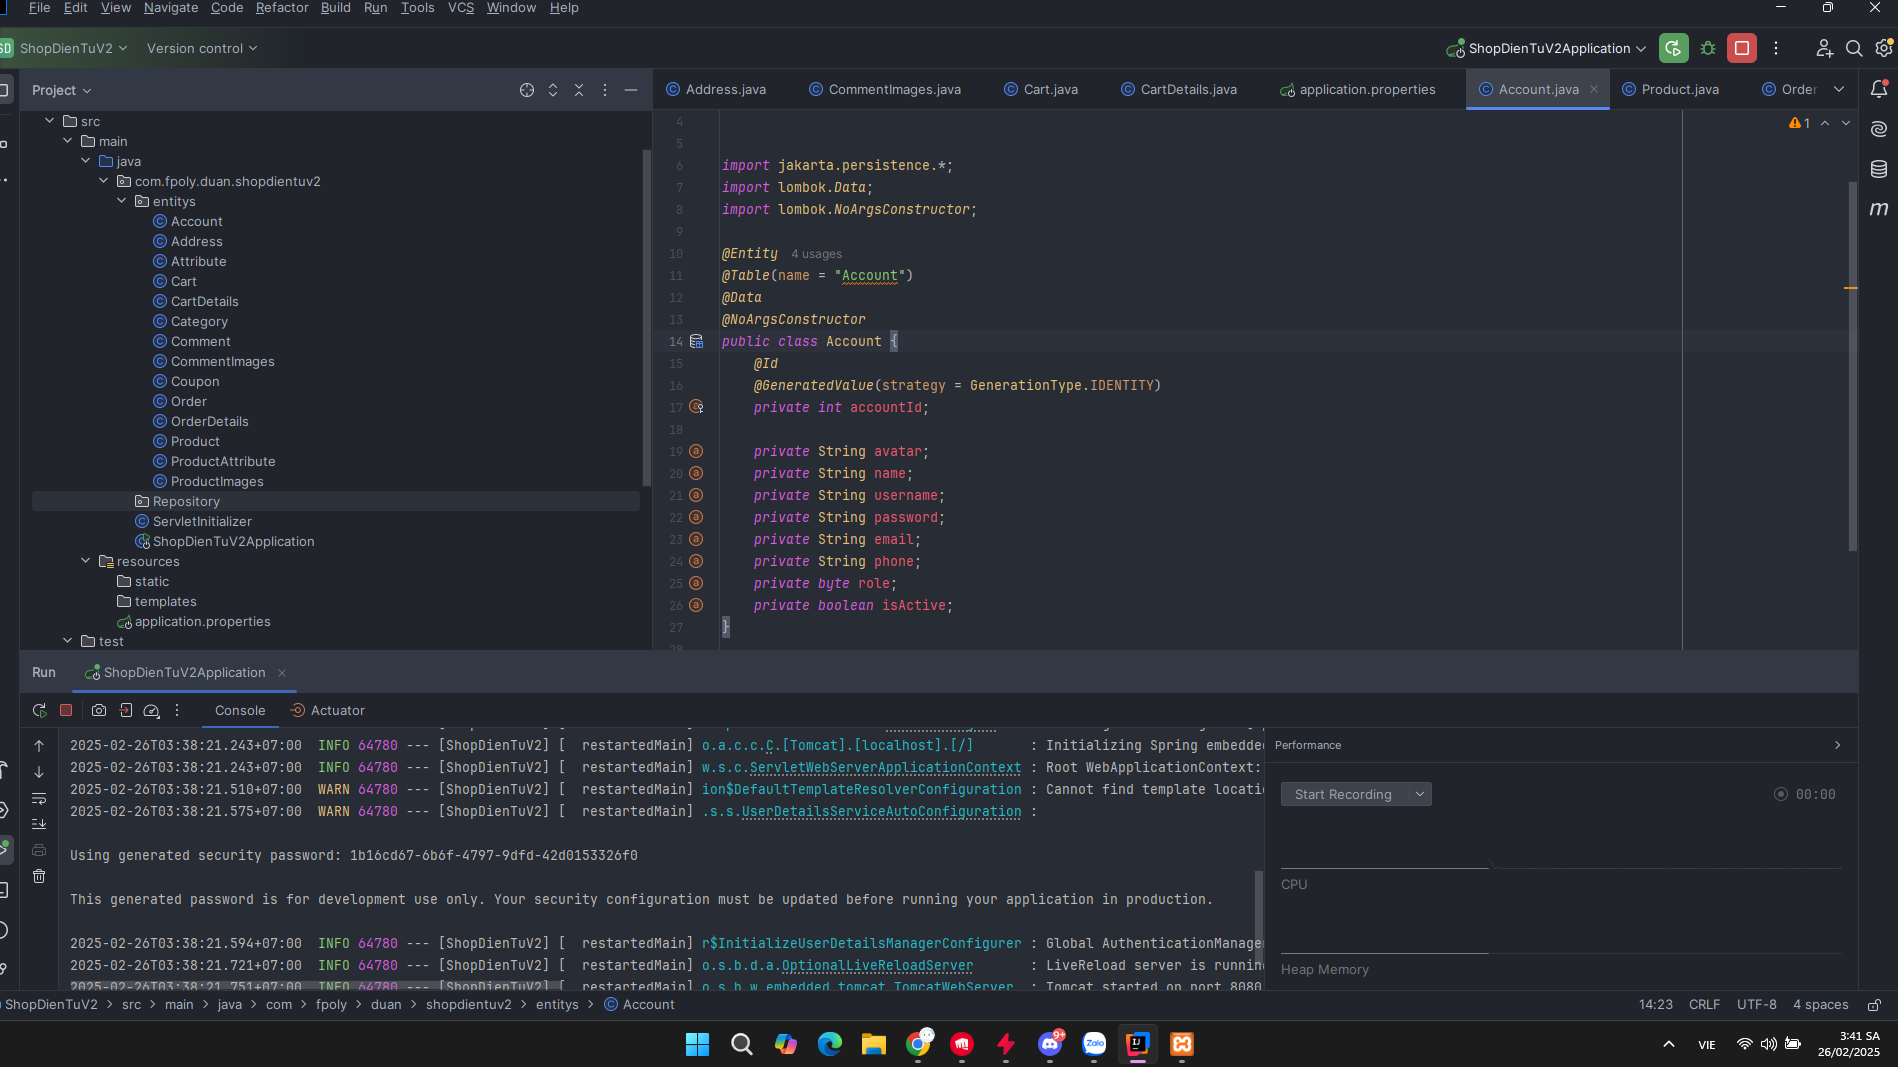 File Edit View Navigate Code Refactor Build Run Tools VCS Window Help
SD ShopDienTuV2 Version control ShopDienTuV2Application
Project
src
main
java
com.fpoly.duan.shopdientuv2
entitys
Account
Address
Attribute
Cart
CartDetails
Category
Comment
CommentImages
Coupon
Order
OrderDetails
Product
ProductAttribute
ProductImages
Repository
ServletInitializer
ShopDienTuV2Application
resources
static
templates
application.properties
test
Address.java CommentImages.java Cart.java CartDetails.java application.properties Account.java Product.java Order
1
4
5
6 import jakarta.persistence.*;
7 import lombok.Data;
8 import lombok.NoArgsConstructor;
9
10 @Entity 4 usages
11 @Table(name = "Account")
12 @Data
13 @NoArgsConstructor
14 public class Account {
15 @Id
16 @GeneratedValue(strategy = GenerationType.IDENTITY)
17 private int accountId;
18
19 private String avatar;
20 private String name;
21 private String username;
22 private String password;
23 private String email;
24 private String phone;
25 private byte role;
26 private boolean isActive;
27 }
28
Run ShopDienTuV2Application
Console Actuator
2025-02-26T03:38:21.243+07:00 INFO 64780 --- [ShopDienTuV2] [ restartedMain] o.a.c.c.C.[Tomcat].[localhost].[/] : Initializing Spring embedded
2025-02-26T03:38:21.243+07:00 INFO 64780 --- [ShopDienTuV2] [ restartedMain] w.s.c.ServletWebServerApplicationContext : Root WebApplicationContext:
2025-02-26T03:38:21.510+07:00 WARN 64780 --- [ShopDienTuV2] [ restartedMain] ion$DefaultTemplateResolverConfiguration : Cannot find template locati
2025-02-26T03:38:21.575+07:00 WARN 64780 --- [ShopDienTuV2] [ restartedMain] .s.s.UserDetailsServiceAutoConfiguration :
Using generated security password: 1b16cd67-6b6f-4797-9dfd-42d0153326f0
This generated password is for development use only. Your security configuration must be updated before running your application in production.
2025-02-26T03:38:21.594+07:00 INFO 64780 --- [ShopDienTuV2] [ restartedMain] r$InitializeUserDetailsManagerConfigurer : Global AuthenticationManage
2025-02-26T03:38:21.721+07:00 INFO 64780 --- [ShopDienTuV2] [ restartedMain] o.s.b.d.a.OptionalLiveReloadServer : LiveReload server is runnin
2025-02-26T03:38:21.751+07:00 INFO 64780 --- [ShopDienTuV2] [ restartedMain] o.s.b.w.embedded.tomcat.TomcatWebServer : Tomcat started on port 8080
Performance
Start Recording 00:00
CPU
Heap Memory
ShopDienTuV2 src main java com fpoly duan shopdientuv2 entitys Account 14:23 CRLF UTF-8 4 spaces
9+
Zalo
VIE
3:41 SA
26/02/2025